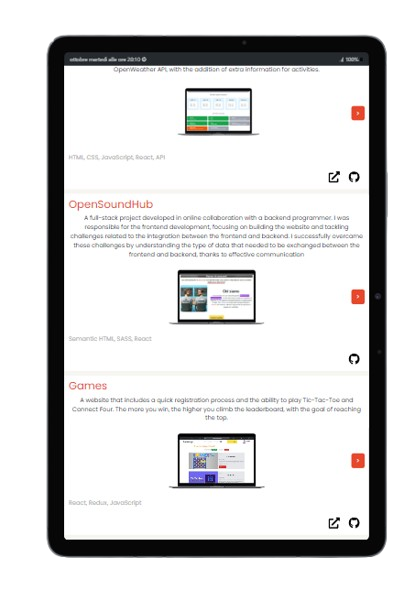 ottobre martedì alle ore 20:10
100%
OpenWeather API, with the addition of extra information for activities.
HTML, CSS, JavaScript, React, API
OpenSoundHub
A full-stack project developed in online collaboration with a backend programmer. I was
responsible for the frontend development, focusing on building the website and tackling
challenges related to the integration between the frontend and backend. I successfully overcame
these challenges by understanding the type of data that needed to be exchanged between the
frontend and backend, thanks to effective communication
Semantic HTML, SASS, React
Games
A website that includes a quick registration process and the ability to play Tic-Tac-Toe and
Connect Four. The more you win, the higher you climb the leaderboard, with the goal of reaching
the top.
React, Redux, JavaScript